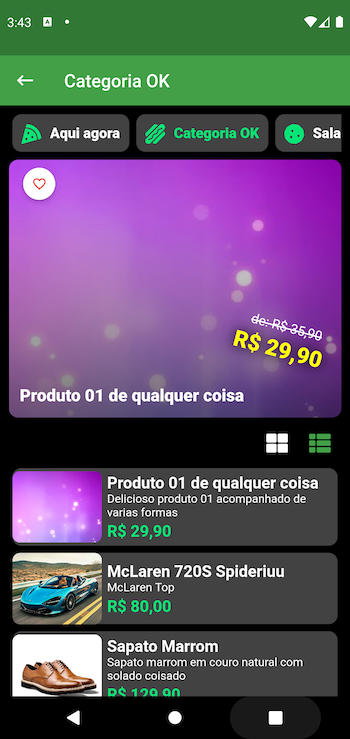 3:43
A
Categoria OK
Aqui agora
Categoria OK
Sala
de: R$ 35,90
R$ 29,90
Produto 01 de qualquer coisa
Produto 01 de qualquer coisa
Delicioso produto 01 acompanhado de
varias formas
R$ 29,90
McLaren 720S Spideriuu
McLaren Top
R$ 80,00
Sapato Marrom
Sapato marrom em couro natural com
solado coisado
R$ 129,90